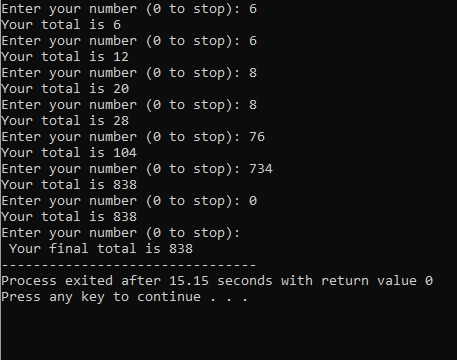 Enter your number (0 to stop): 6
Your total is 6
Enter your number (0 to stop): 6
Your total is 12
Enter your number (0 to stop): 8
Your total is 20
Enter your number (0 to stop): 8
Your total is 28
Enter your number (0 to stop): 76
Your total is 104
Enter your number (0 to stop): 734
Your total is 838
Enter your number (0 to stop): 0
Your total is 838
Enter your number (0 to stop):
 Your final total is 838
--------------------------------
Process exited after 15.15 seconds with return value 0
Press any key to continue . . .